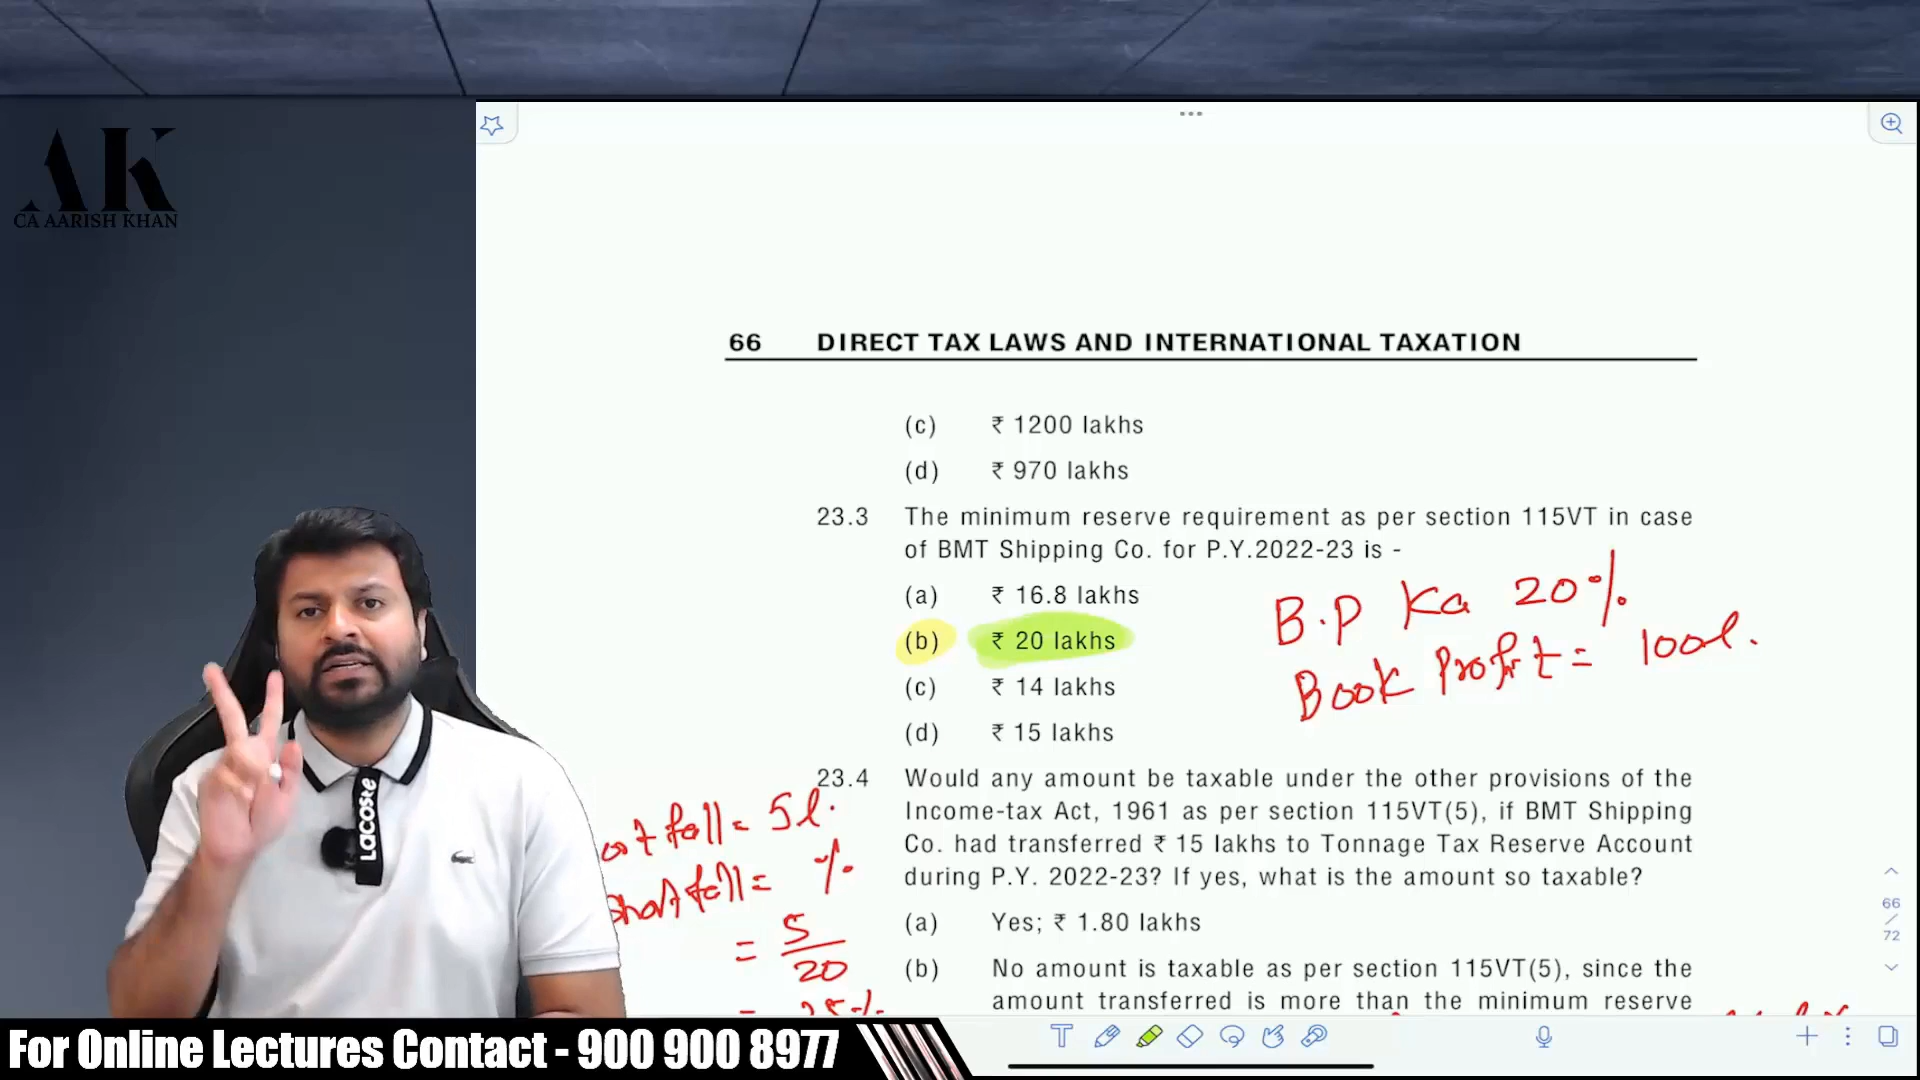 AK
CA AARISH KHAN
66 DIRECT TAX LAWS AND INTERNATIONAL TAXATION
(c) ₹ 1200 lakhs
(d) ₹ 970 lakhs
23.3 The minimum reserve requirement as per section 115VT in case
of BMT Shipping Co. for P.Y.2022-23 is -
(a) ₹ 16.8 lakhs
(b) ₹ 20 lakhs
(c) ₹ 14 lakhs
(d) ₹ 15 lakhs
B.P Ka 20%
Book Profit = 100l.
23.4 Would any amount be taxable under the other provisions of the
Income-tax Act, 1961 as per section 115VT(5), if BMT Shipping
Co. had transferred ₹ 15 lakhs to Tonnage Tax Reserve Account
during P.Y. 2022-23? If yes, what is the amount so taxable?
(a) Yes; ₹ 1.80 lakhs
(b) No amount is taxable as per section 115VT(5), since the
amount transferred is more than the minimum reserve
fall = 5l.
Shortfall = %
= 5
20
= 25%
LACOSTE
66
/
72
T
For Online Lectures Contact - 900 900 8977